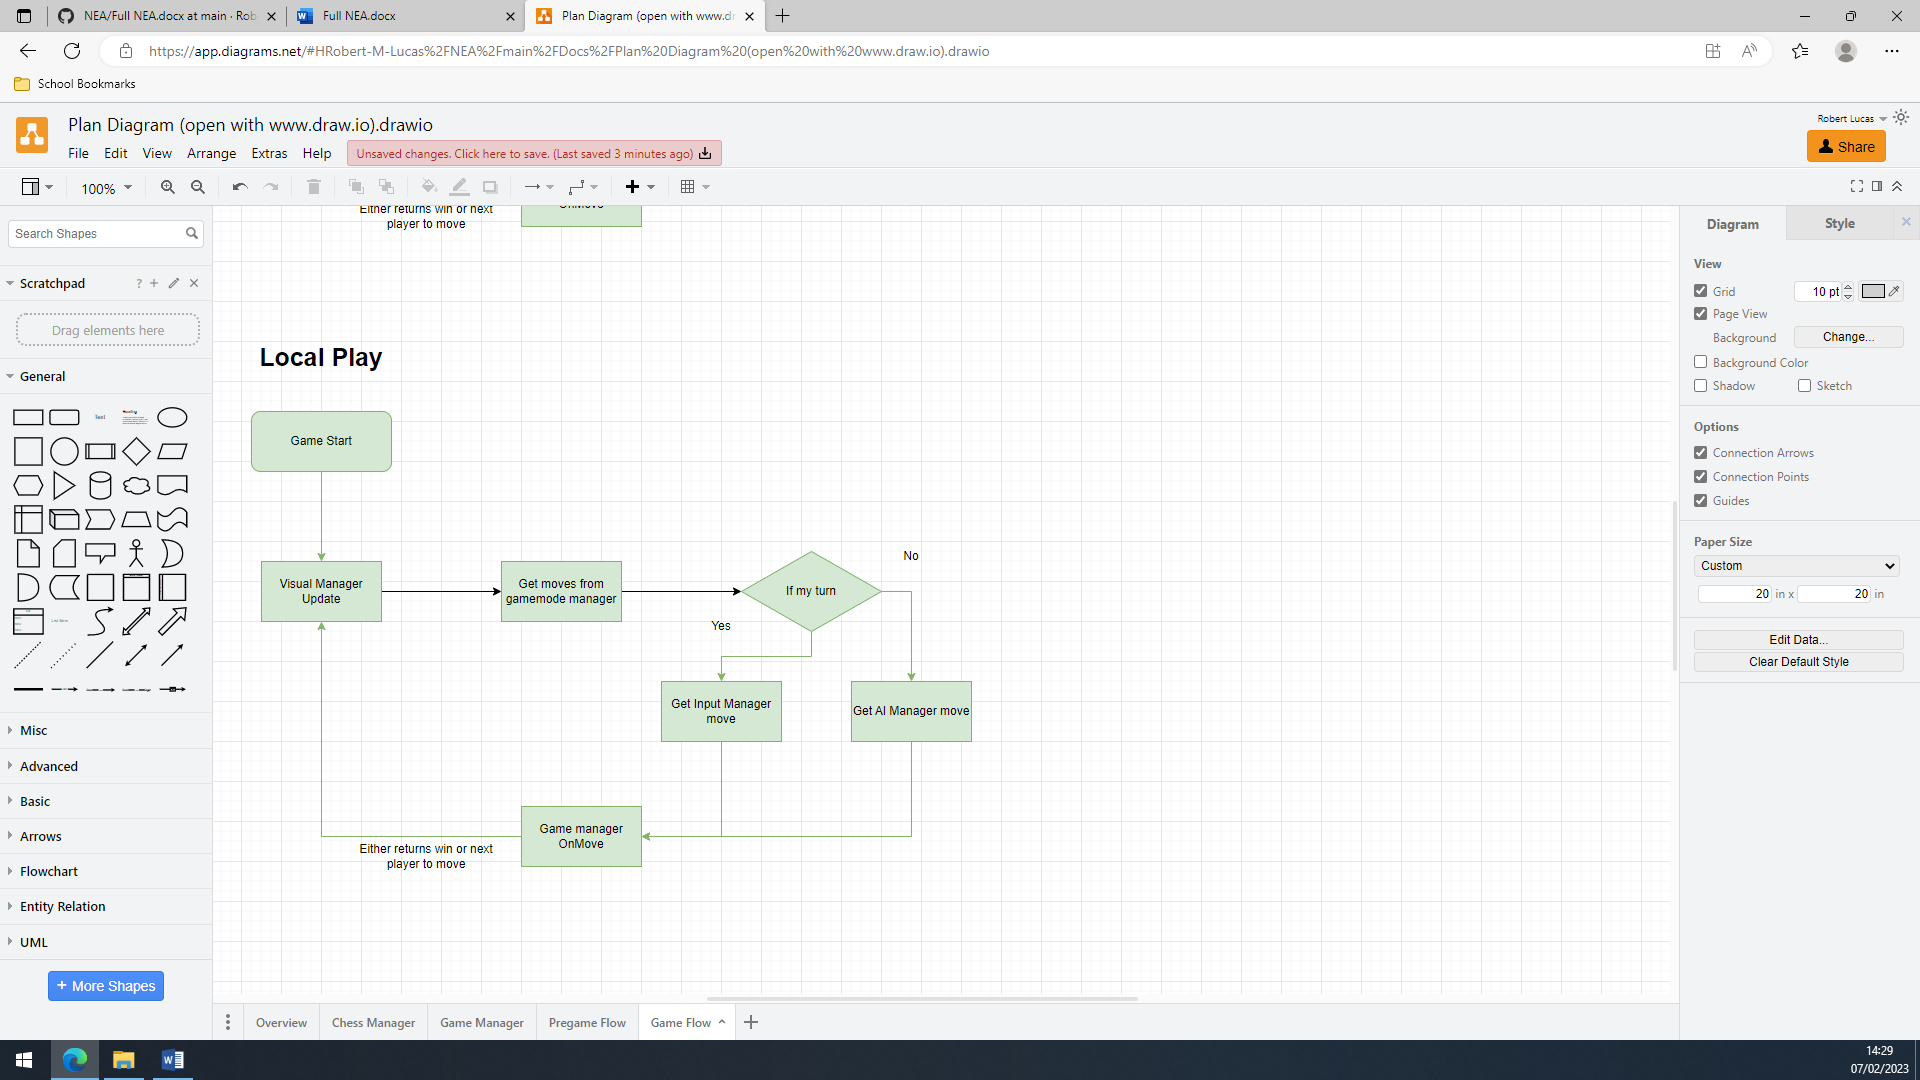 NEA/Full NEA.docx at main · Rob
Full NEA.docx
Plan Diagram (open with www.dr
https://app.diagrams.net/#HRobert-M-Lucas%2FNEA%2Fmain%2FDocs%2FPlan%20Diagram%20(open%20with%20www.draw.io).drawio
School Bookmarks
Plan Diagram (open with www.draw.io).drawio
Robert Lucas
File Edit View Arrange Extras Help
Unsaved changes. Click here to save. (Last saved 3 minutes ago)
Share
100%
Search Shapes
Scratchpad
?
Drag elements here
General
Text
Heading
List Item
Misc
Advanced
Basic
Arrows
Flowchart
Entity Relation
UML
+ More Shapes
Either returns win or next
player to move
OnMove
Local Play
Game Start
Visual Manager
Update
Get moves from
gamemode manager
If my turn
No
Yes
Get Input Manager
move
Get AI Manager move
Game manager
OnMove
Either returns win or next
player to move
Overview
Chess Manager
Game Manager
Pregame Flow
Game Flow
Diagram
Style
View
Grid
10 pt
Page View
Background
Change...
Background Color
Shadow
Sketch
Options
Connection Arrows
Connection Points
Guides
Paper Size
Custom
20 in x 20 in
Edit Data...
Clear Default Style
14:29
07/02/2023